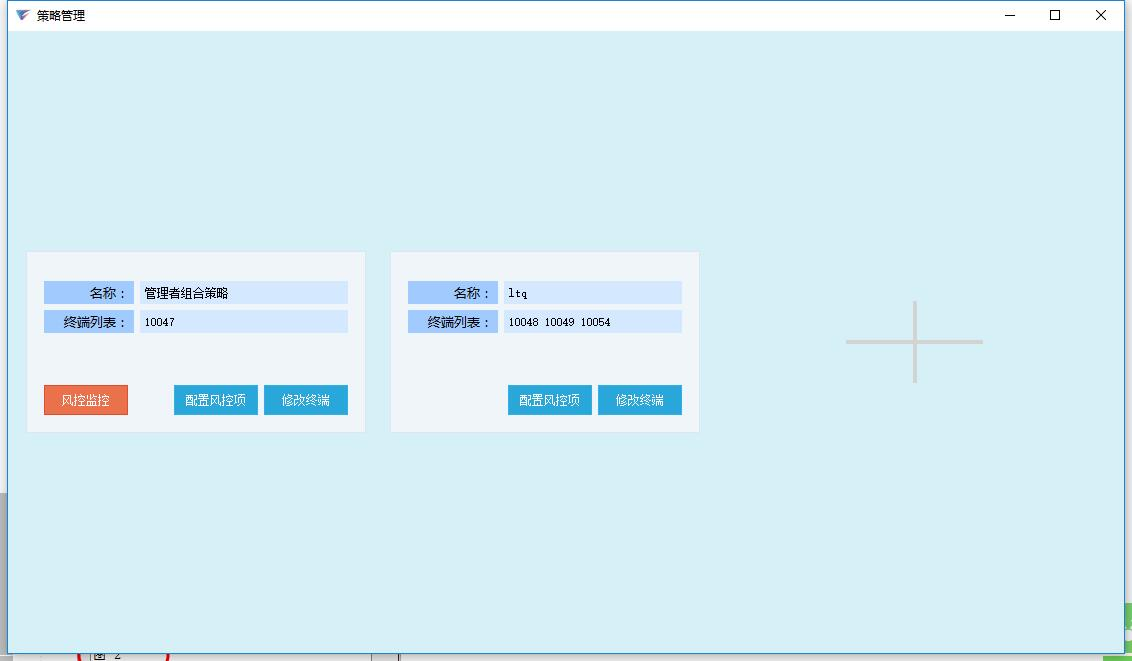 策略管理
名称：
管理者组合策略
终端列表：
10047
风控监控
配置风控项
修改终端
名称：
ltq
终端列表：
10048 10049 10054
配置风控项
修改终端
图 2